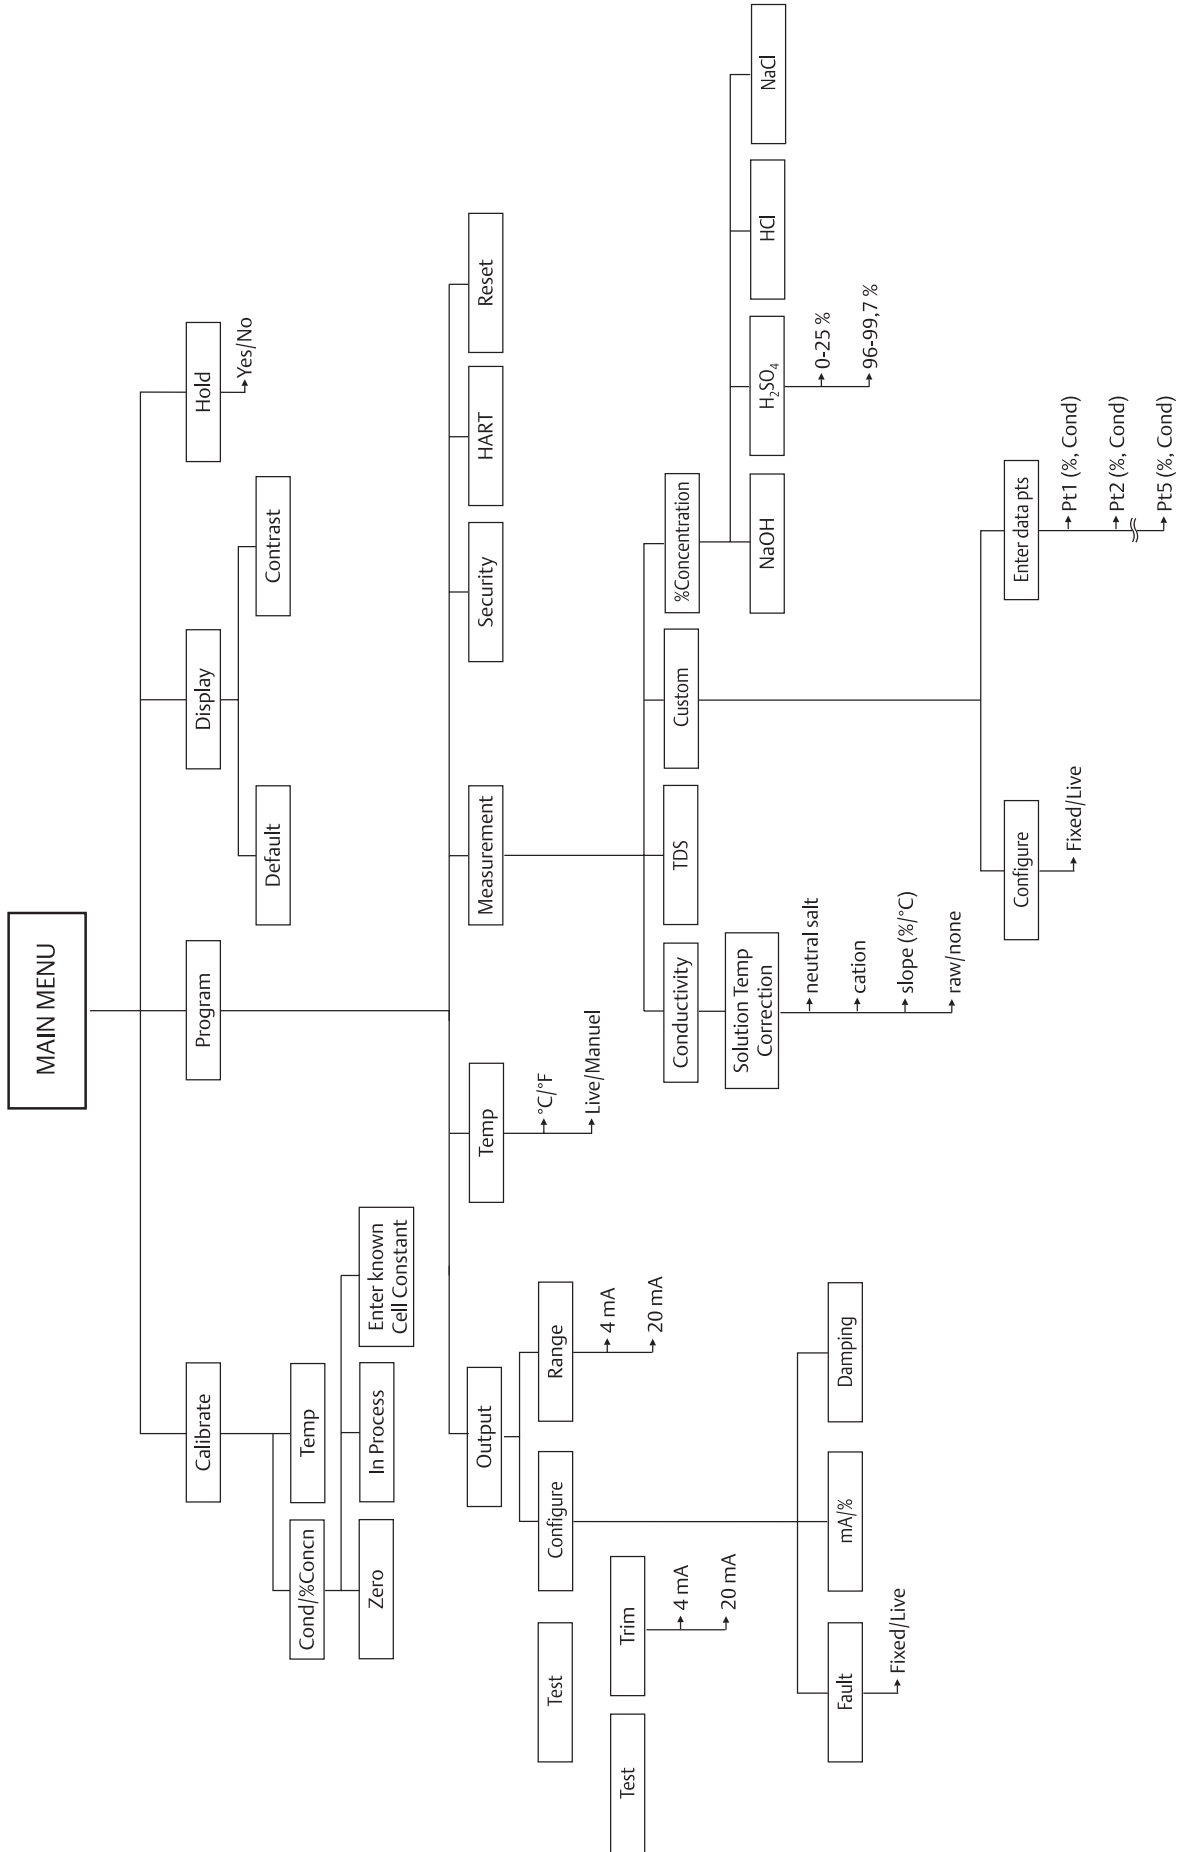 MAIN MENU
Calibrate
Program
Display
Hold
Yes/No
Cond/%Concn
Temp
Default
Contrast
Zero
In Process
Enter known
Cell Constant
Output
Temp
Measurement
Security
HART
Reset
°C/°F
Live/Manuel
Test
Configure
Range
4 mA
20 mA
Test
Trim
4 mA
20 mA
Conductivity
TDS
Custom
%Concentration
Solution Temp
Correction
neutral salt
cation
slope (%/°C)
raw/none
NaOH
H₂SO₄
HCl
NaCl
0-25 %
96-99,7 %
Fault
mA/%
Damping
Fixed/Live
Configure
Enter data pts
Fixed/Live
Pt1 (%, Cond)
Pt2 (%, Cond)
Pt5 (%, Cond)